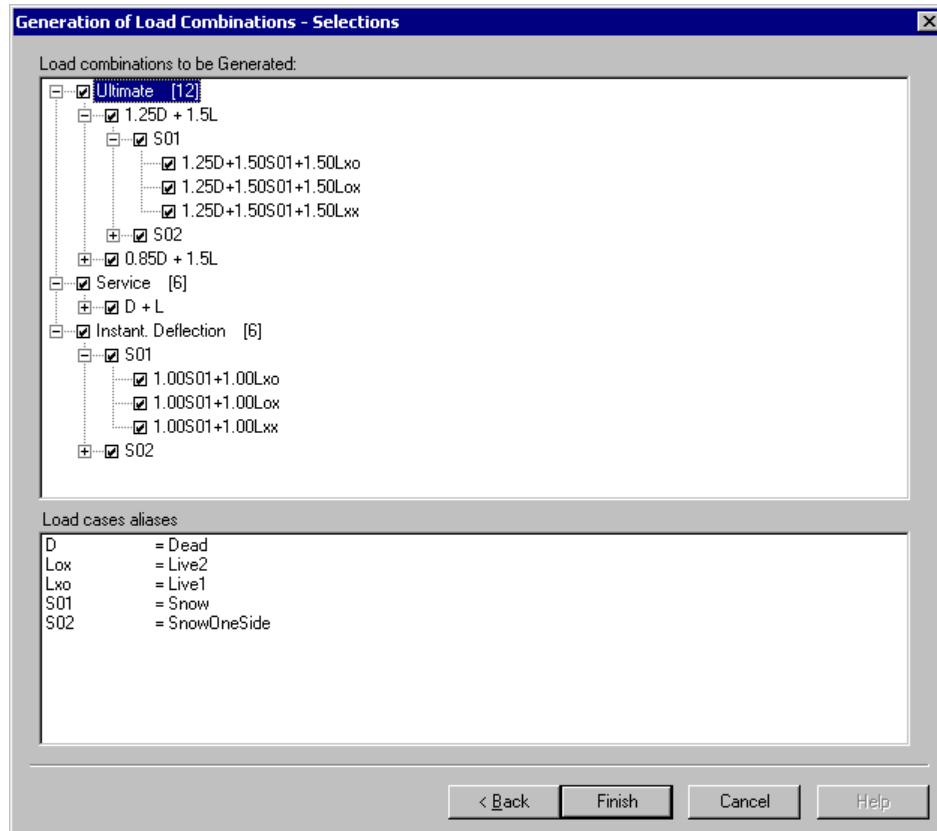 Generation of Load Combinations - Selections
Load combinations to be Generated:
Ultimate [12]
1.25D + 1.5L
S01
1.25D+1.50S01+1.50Lxo
1.25D+1.50S01+1.50Lox
1.25D+1.50S01+1.50Lxx
S02
0.85D + 1.5L
Service [6]
D + L
Instant. Deflection [6]
S01
1.00S01+1.00Lxo
1.00S01+1.00Lox
1.00S01+1.00Lxx
S02
Load cases aliases
D = Dead
Lox = Live2
Lxo = Live1
S01 = Snow
S02 = SnowOneSide
< Back Finish Cancel Help